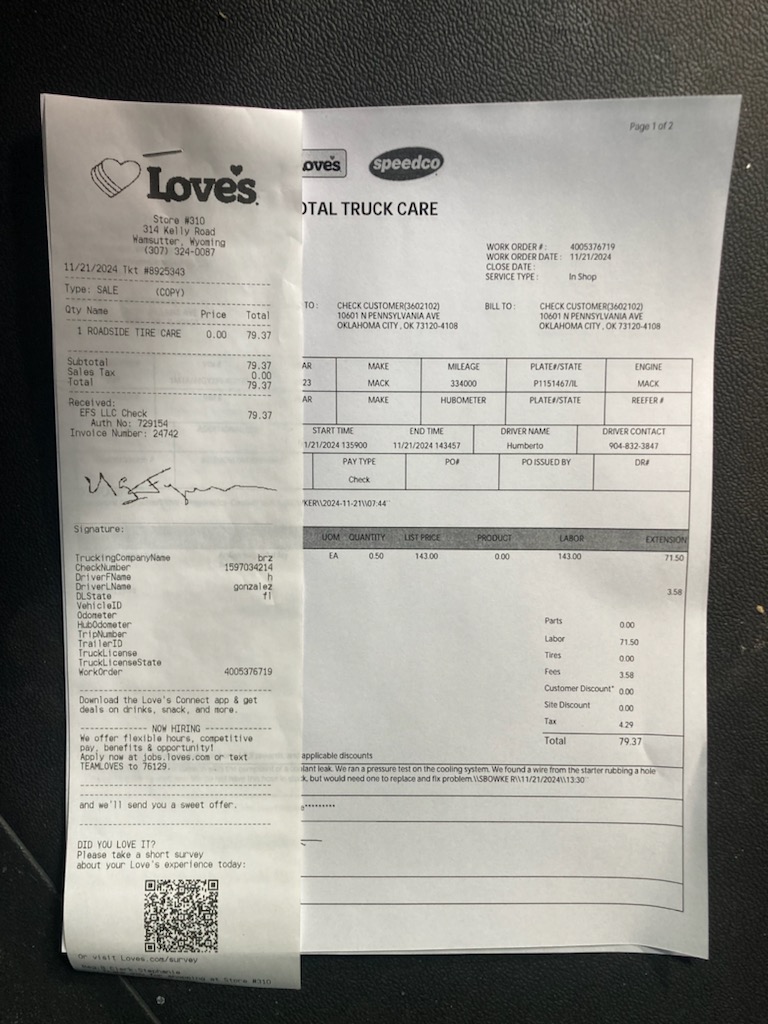 Love's
Store #310
314 Kelly Road
Wamsutter, Wyoming
(307) 324-0087
11/21/2024 Tkt #8925343
Type: SALE (COPY)
Qty Name Price Total
1 ROADSIDE TIRE CARE 0.00 79.37
Subtotal 79.37
Sales Tax 0.00
Total 79.37
Received:
EFS LLC Check 79.37
Auth No: 729154
Invoice Number: 24742
Signature:
TruckingCompanyName brz
CheckNumber 1597034214
DriverFName h
DriverLName gonzalez
DLState fl
VehicleID
Odometer
HubOdometer
TripNumber
TrailerID
TruckLicense
TruckLicenseState
WorkOrder 4005376719
Download the Love's Connect app & get
deals on drinks, snack, and more.
NOW HIRING
We offer flexible hours, competitive
pay, benefits & opportunity!
Apply now at jobs.loves.com or text
TEAMLOVES to 76129.
and we'll send you a sweet offer.
DID YOU LOVE IT?
Please take a short survey
about your Love's experience today:
Or visit Loves.com/survey
at Store #310
Page 1 of 2
oves speedco
OTAL TRUCK CARE
WORK ORDER #: 4005376719
WORK ORDER DATE: 11/21/2024
CLOSE DATE:
SERVICE TYPE: In Shop
TO: CHECK CUSTOMER(3602102)
10601 N PENNSYLVANIA AVE
OKLAHOMA CITY, OK 73120-4108
BILL TO: CHECK CUSTOMER(3602102)
10601 N PENNSYLVANIA AVE
OKLAHOMA CITY, OK 73120-4108
AR MAKE MILEAGE PLATE#/STATE ENGINE
23 MACK 334000 P1151467/IL MACK
AR MAKE HUBOMETER PLATE#/STATE REEFER #
START TIME END TIME DRIVER NAME DRIVER CONTACT
1/21/2024 135900 11/21/2024 143457 Humberto 904-832-3847
PAY TYPE PO# PO ISSUED BY DR#
Check
KER\\2024-11-21\\07:44
UOM QUANTITY LIST PRICE PRODUCT LABOR EXTENSION
EA 0.50 143.00 0.00 143.00 71.50
3.58
Parts 0.00
Labor 71.50
Tires 0.00
Fees 3.58
Customer Discount* 0.00
Site Discount 0.00
Tax 4.29
Total 79.37
applicable discounts
lant leak. We ran a pressure test on the cooling system. We found a wire from the starter rubbing a hole
k, but would need one to replace and fix problem.\\SBOWKE R\\11/21/2024\\13:30